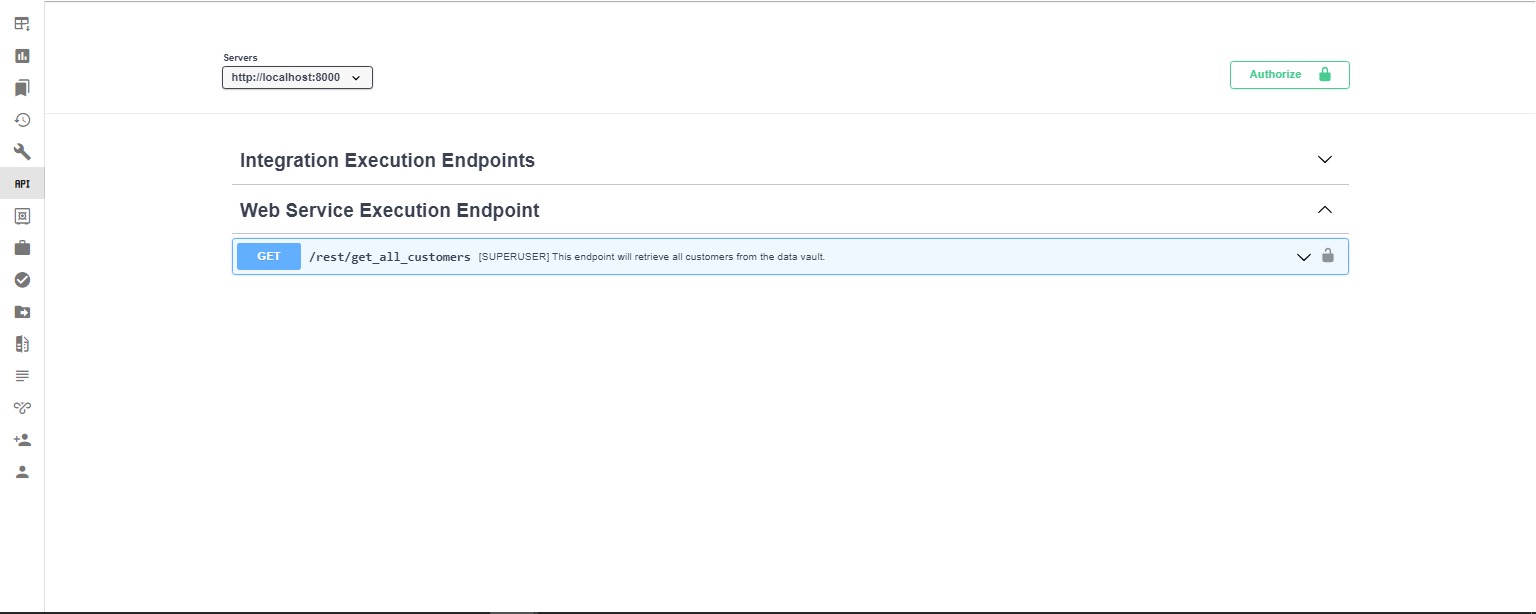 Servers
http://localhost:8000
Authorize
Integration Execution Endpoints
API
Web Service Execution Endpoint
GET /rest/get_all_customers [SUPERUSER] This endpoint will retrieve all customers from the data vault.